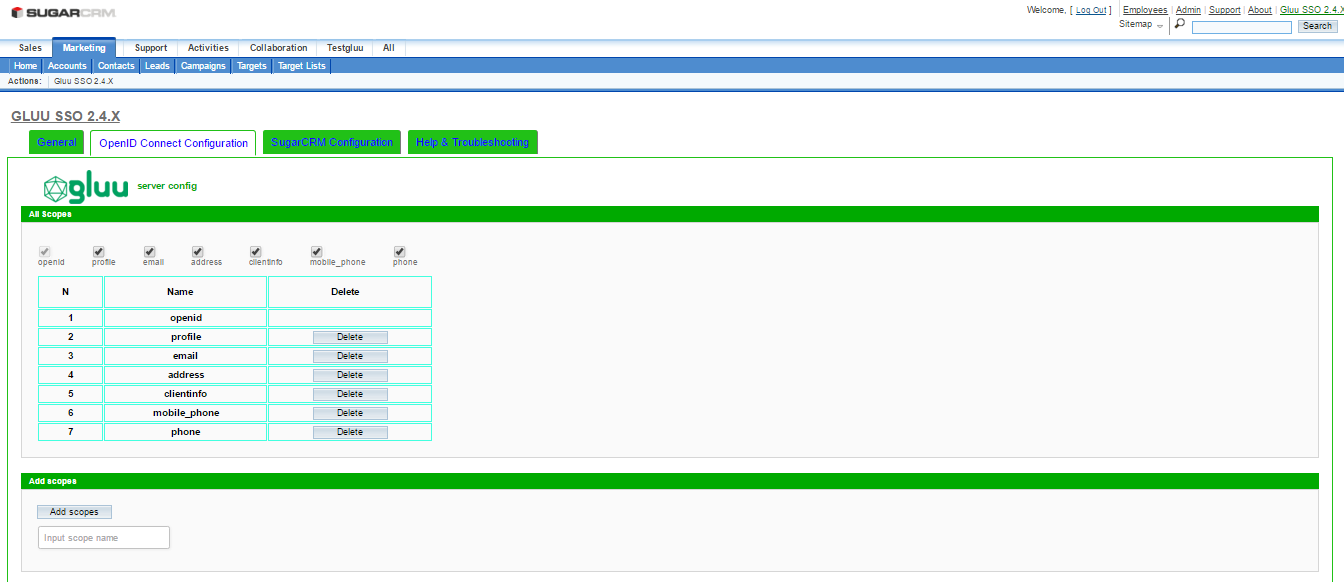 SUGARCRM
Welcome, [ Log Out ] Employees | Admin | Support | About | Gluu SSO 2.4.X
Sitemap Search
Sales Marketing Support Activities Collaboration Testgluu All
Home Accounts Contacts Leads Campaigns Targets Target Lists
Actions: Gluu SSO 2.4.X
GLUU SSO 2.4.X
General OpenID Connect Configuration SugarCRM Configuration Help & Troubleshooting
gluu server config
All Scopes
openid profile email address clientinfo mobile_phone phone
N Name Delete
1 openid
2 profile Delete
3 email Delete
4 address Delete
5 clientinfo Delete
6 mobile_phone Delete
7 phone Delete
Add scopes
Add scopes
Input scope name